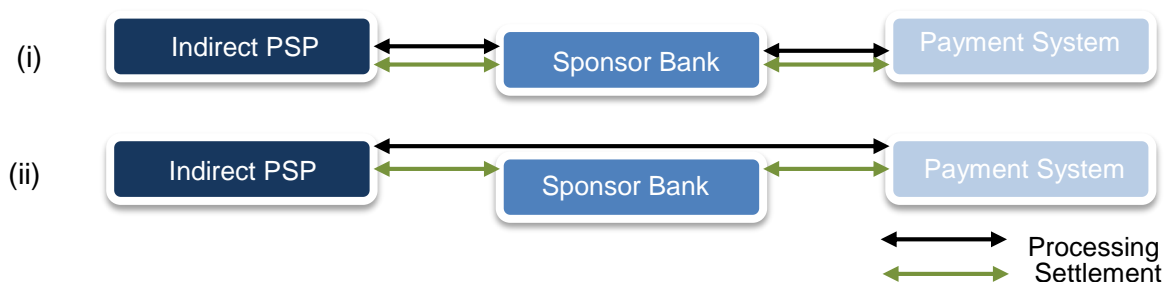 (i)
Indirect PSP
Sponsor Bank
Payment System
(ii)
Indirect PSP
Sponsor Bank
Payment System
Processing
Settlement